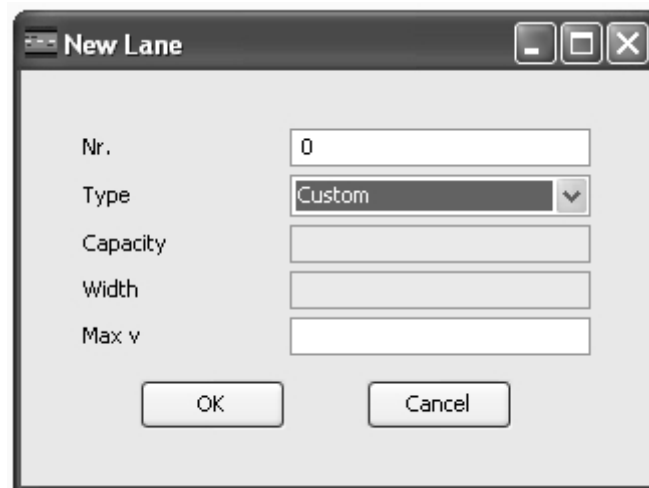 New Lane
Nr. 0
Type Custom
Capacity
Width
Max v
OK Cancel